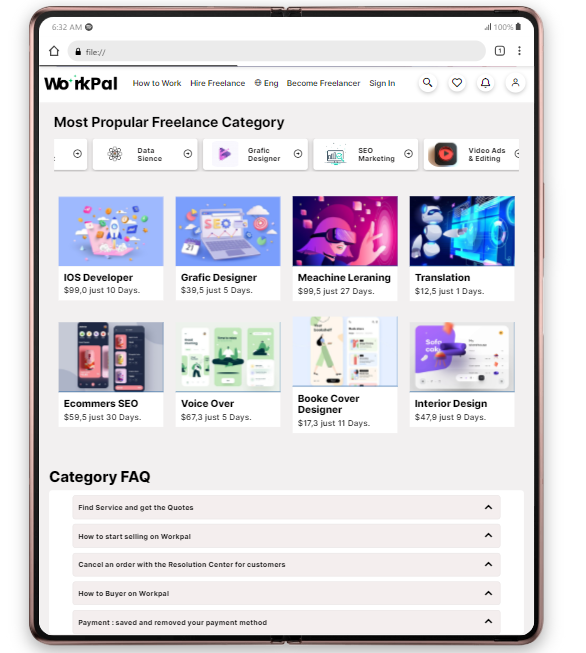 6:32 AM
100%
file://
1
WorkPal
How to Work Hire Freelance Eng Become Freelancer Sign In
Most Propular Freelance Category
Data
Sience
Grafic
Designer
SEO
Marketing
Video Ads
& Editing
SEO
IOS Developer
$99,0 just 10 Days.
Grafic Designer
$39,5 just 5 Days.
Meachine Leraning
$99,5 just 27 Days.
Translation
$12,5 just 1 Days.
Ecommers SEO
$59,5 just 30 Days.
Voice Over
$67,3 just 5 Days.
Booke Cover
Designer
$17,3 just 11 Days.
Interior Design
$47,9 just 9 Days.
Category FAQ
Find Service and get the Quotes
How to start selling on Workpal
Cancel an order with the Resolution Center for customers
How to Buyer on Workpal
Payment : saved and removed your payment method